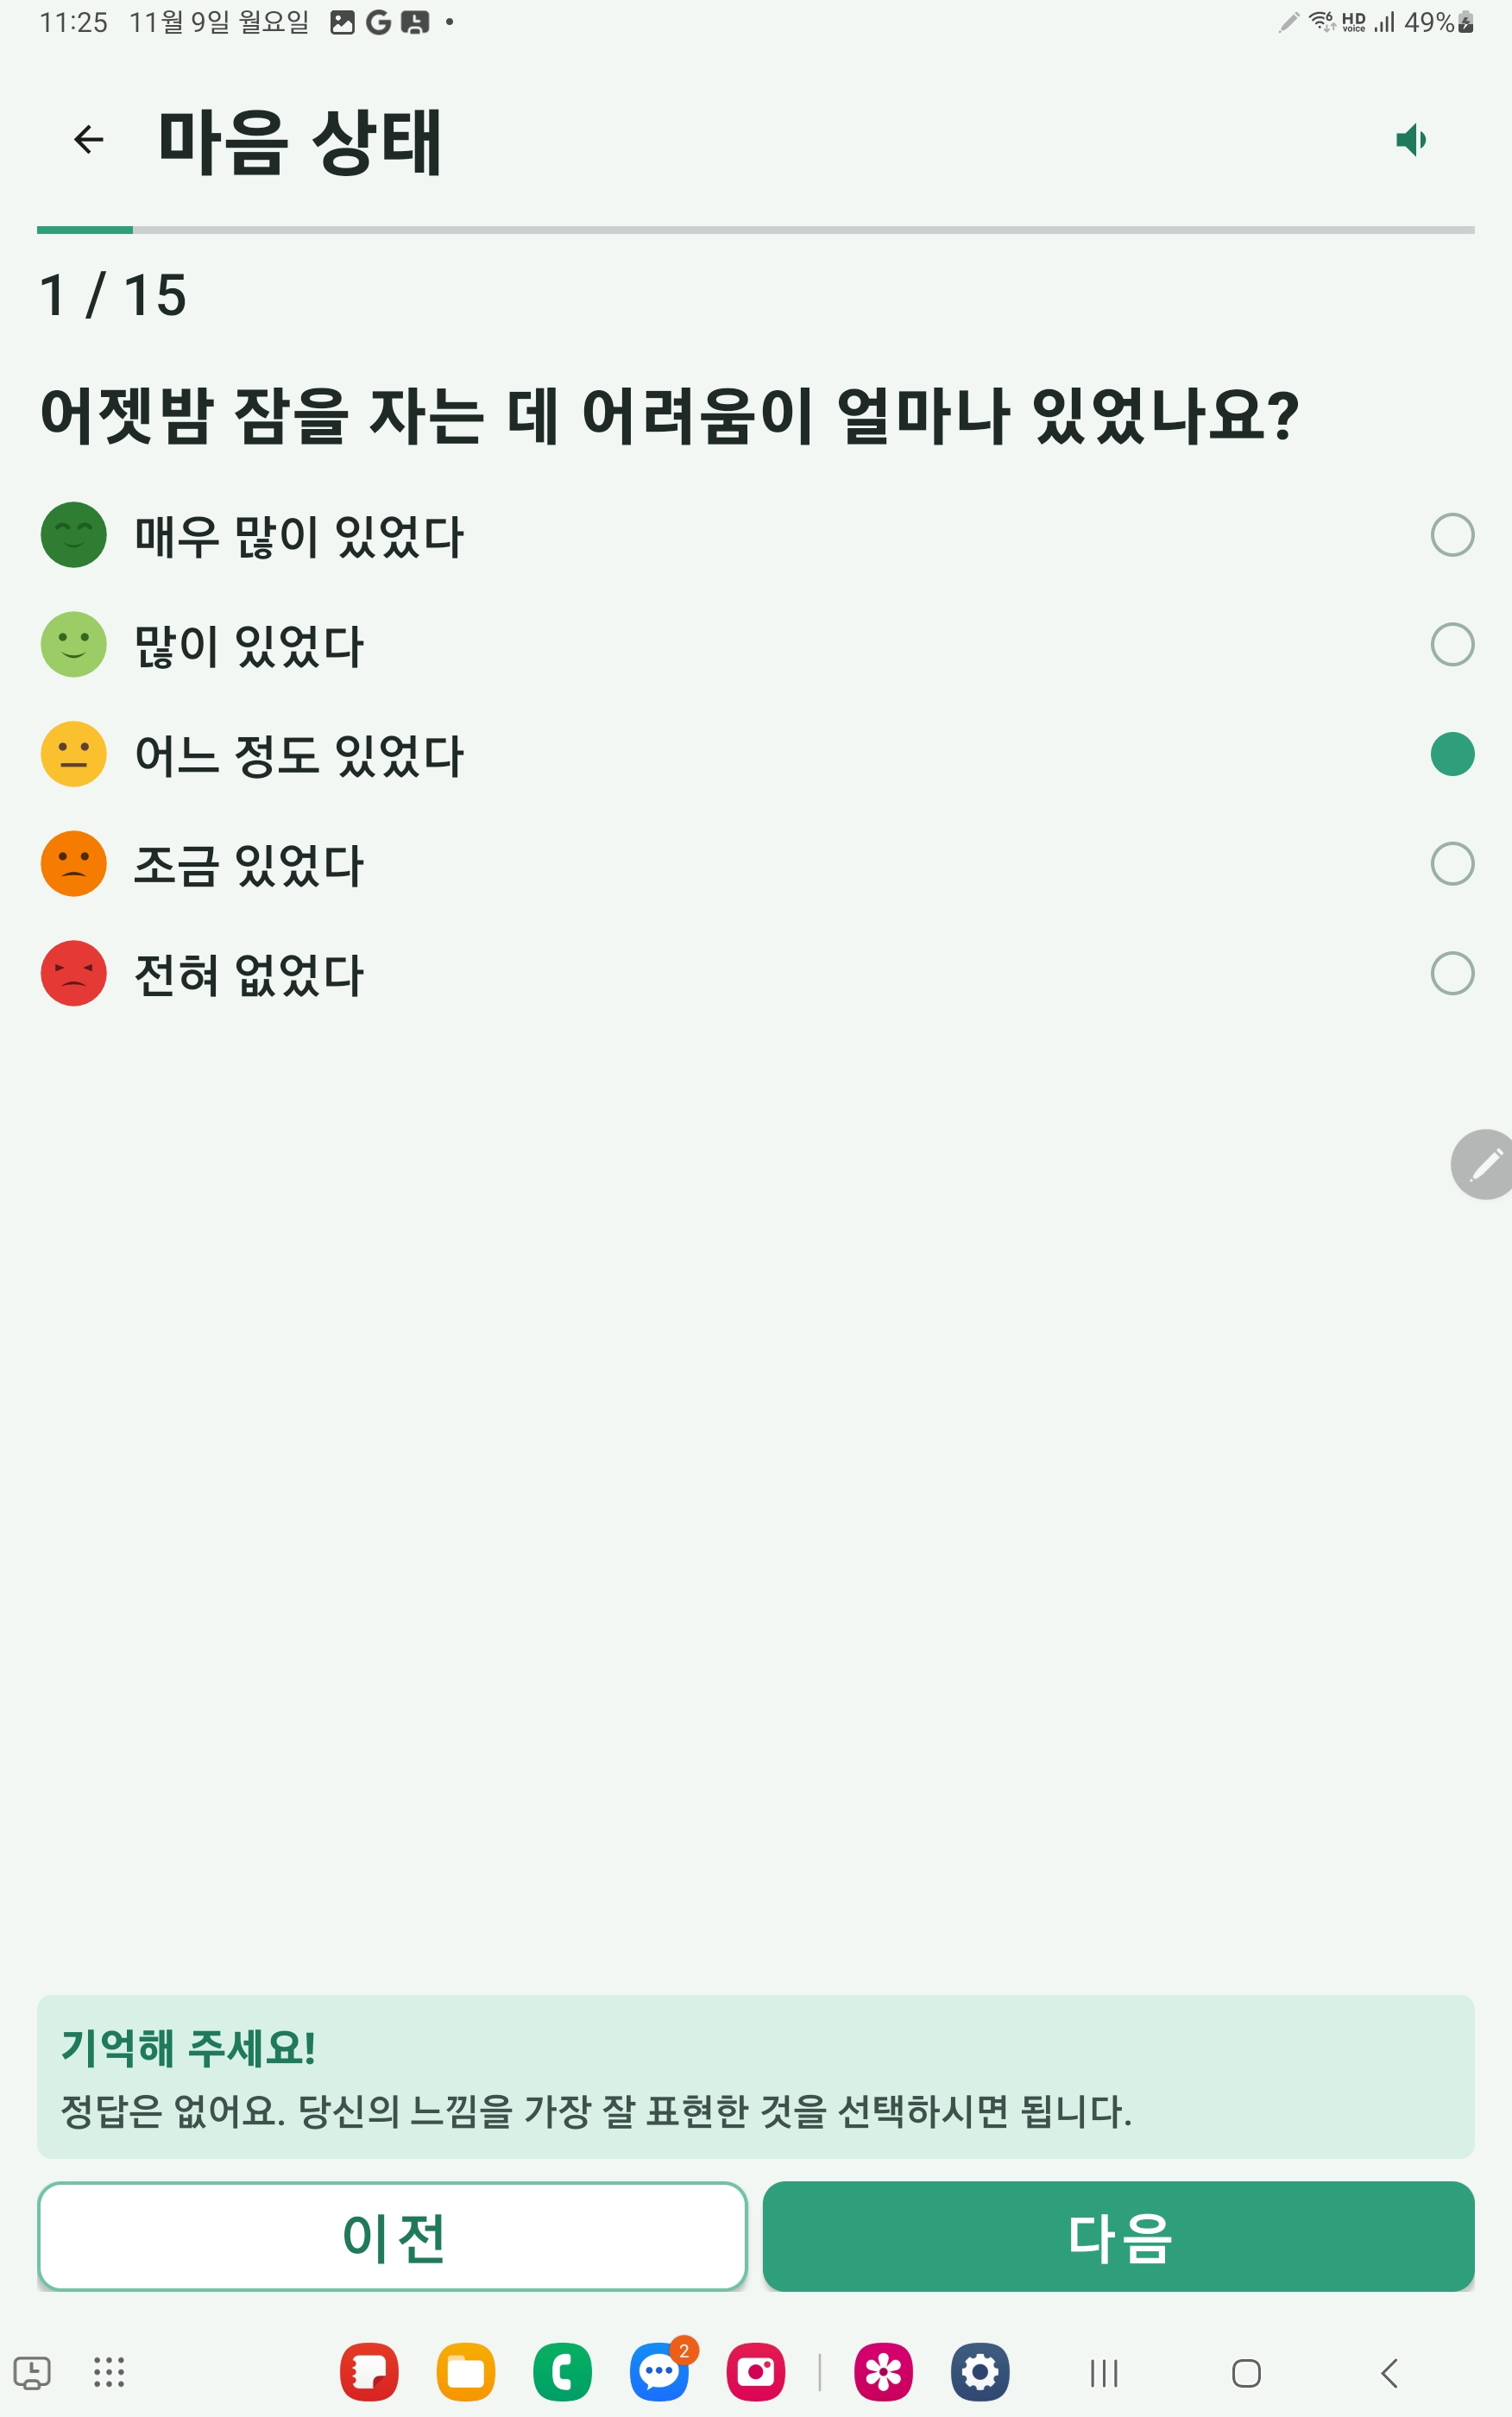 11:25 11월 9일 월요일
HD voice 49%
마음 상태
1 / 15
어젯밤 잠을 자는 데 어려움이 얼마나 있었나요?
매우 많이 있었다
많이 있었다
어느 정도 있었다
조금 있었다
전혀 없었다
기억해 주세요!
정답은 없어요. 당신의 느낌을 가장 잘 표현한 것을 선택하시면 됩니다.
이전
다음
2